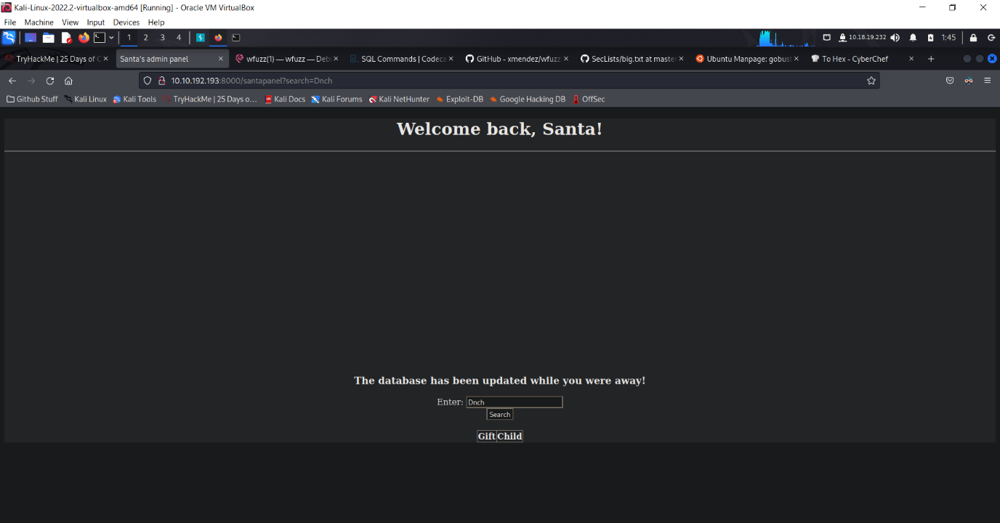 Kali-Linux-2022.2-virtualbox-amd64 [Running] - Oracle VM VirtualBox
File Machine View Input Devices Help
1 2 3 4 10.18.19.232 1:45
TryHackMe | 25 Days of C Santa's admin panel wfuzz(1) — wfuzz — Debi SQL Commands | Codeca GitHub - xmendez/wfuzz SecLists/big.txt at master Ubuntu Manpage: gobust To Hex - CyberChef
10.10.192.193:8000/santapanel?search=Dnch
Github Stuff Kali Linux Kali Tools TryHackMe | 25 Days o... Kali Docs Kali Forums Kali NetHunter Exploit-DB Google Hacking DB OffSec
Welcome back, Santa!
The database has been updated while you were away!
Enter: Dnch
Search
Gift Child